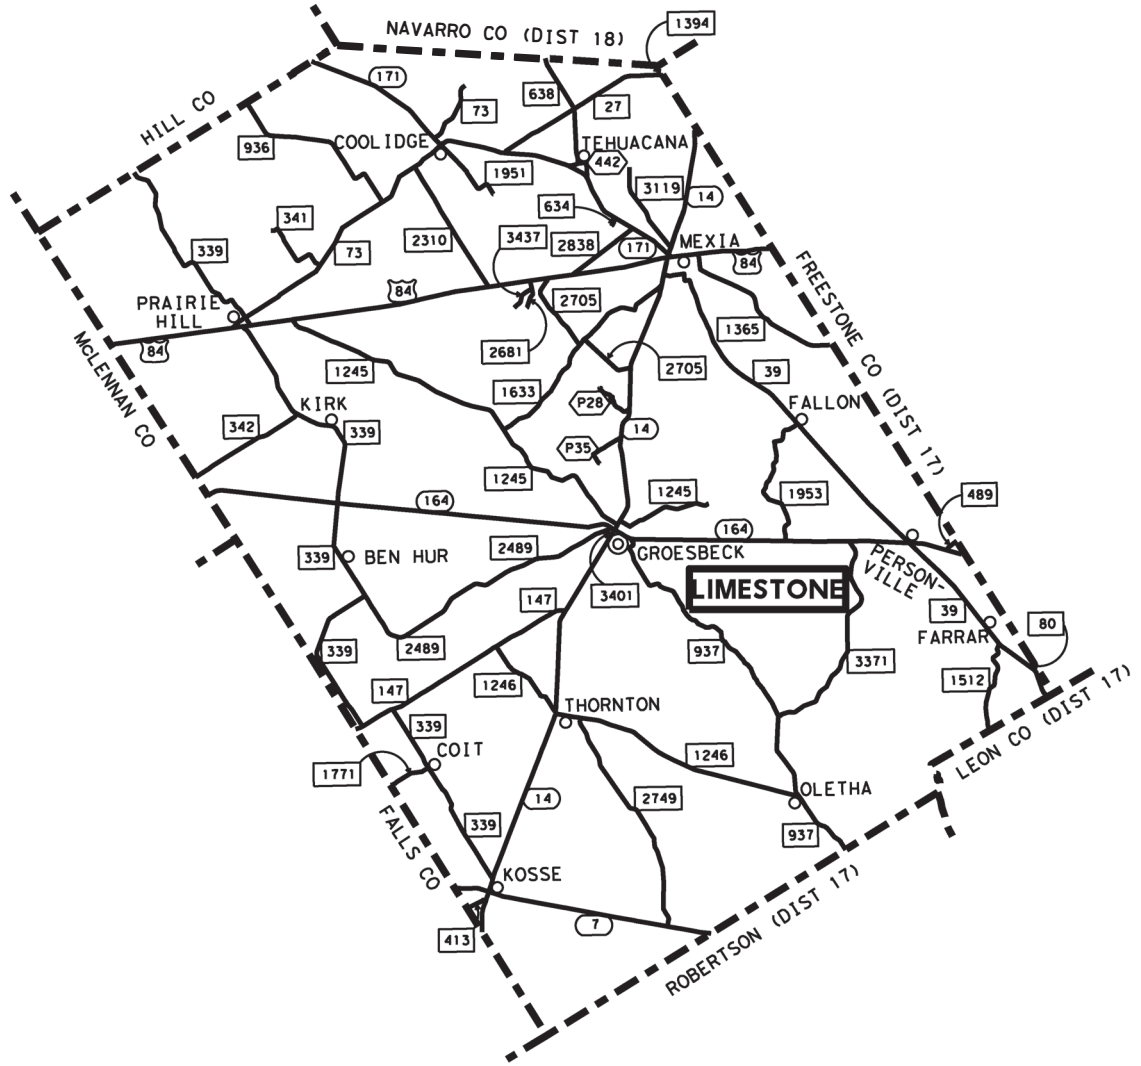 1394
NAVARRO CO (DIST 18)
171
638
27
73
HILL CO
936
COOLIDGE
TEHUACANA
442
1951
3119
14
634
341
339
73
2310
3437
2838
171
MEXIA
84
84
PRAIRIE
HILL
2705
FREESTONE CO (DIST 17)
84
McLENNAN CO
2681
1365
1245
2705
39
1633
P28
KIRK
FALLON
342
339
14
P35
1245
1245
1953
489
164
164
339
BEN HUR
2489
GROESBECK
PERSON-
VILLE
LIMESTONE
147
3401
39
80
FARRAR
339
2489
937
3371
1512
147
1246
THORNTON
339
COIT
1246
LEON CO (DIST 17)
1771
14
2749
OLETHA
339
937
FALLS CO
KOSSE
413
7
ROBERTSON (DIST 17)